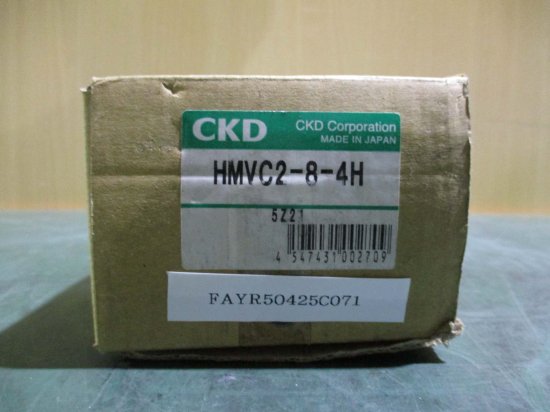 CKD
CKD Corporation
MADE IN JAPAN
HMVC2-8-4H
5Z21
4 547431 002709
FAYR50425C071